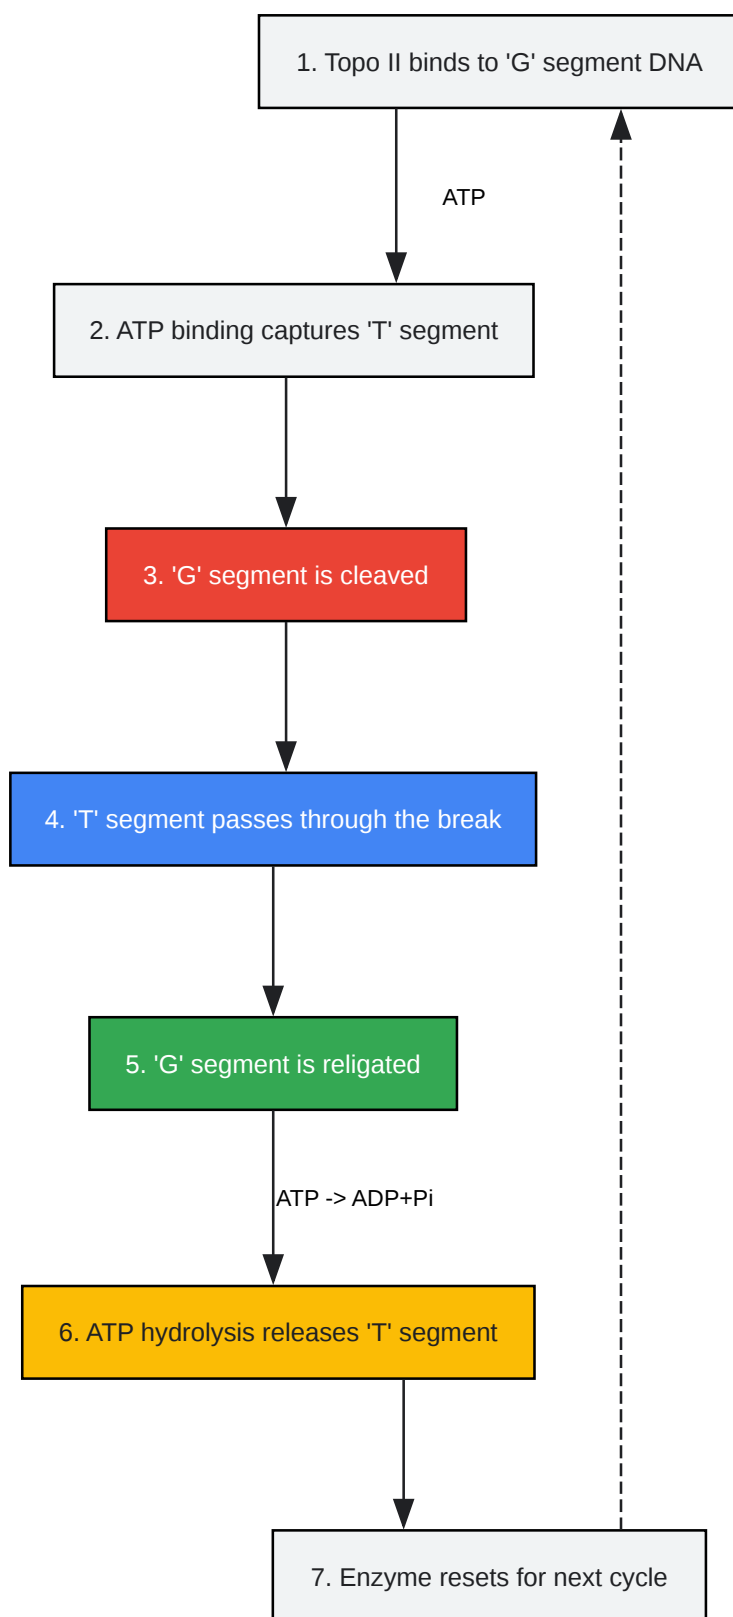 1. Topo II binds to 'G' segment DNA
ATP
2. ATP binding captures 'T' segment
3. 'G' segment is cleaved
4. 'T' segment passes through the break
5. 'G' segment is religated
ATP -> ADP+Pi
6. ATP hydrolysis releases 'T' segment
7. Enzyme resets for next cycle